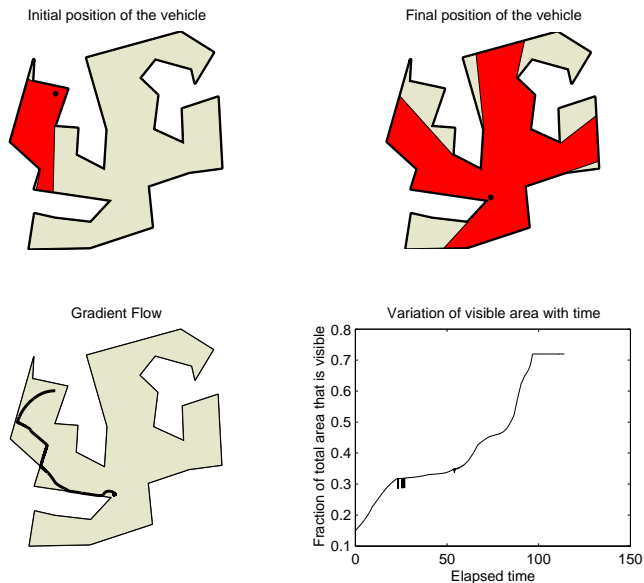 Initial position of the vehicle
Final position of the vehicle
Gradient Flow
Variation of visible area with time
Fraction of total area that is visible
0.8
0.7
0.6
0.5
0.4
0.3
0.2
0.1
0
50
100
150
Elapsed time